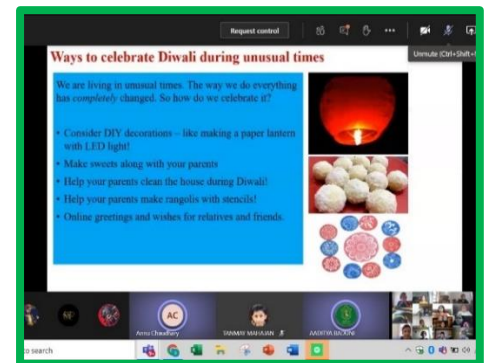 Request control
Unmute (Ctrl+Shift+
Ways to celebrate Diwali during unusual times
We are living in unusual times. The way we do everything
has completely changed. So how do we celebrate it?
• Consider DIY decorations – like making a paper lantern
with LED light!
• Make sweets along with your parents
• Help your parents clean the house during Diwali!
• Help your parents make rangolis with stencils!
• Online greetings and wishes for relatives and friends.
AC
Annu Chowdhary
TANMAY MAHAJAN
to search